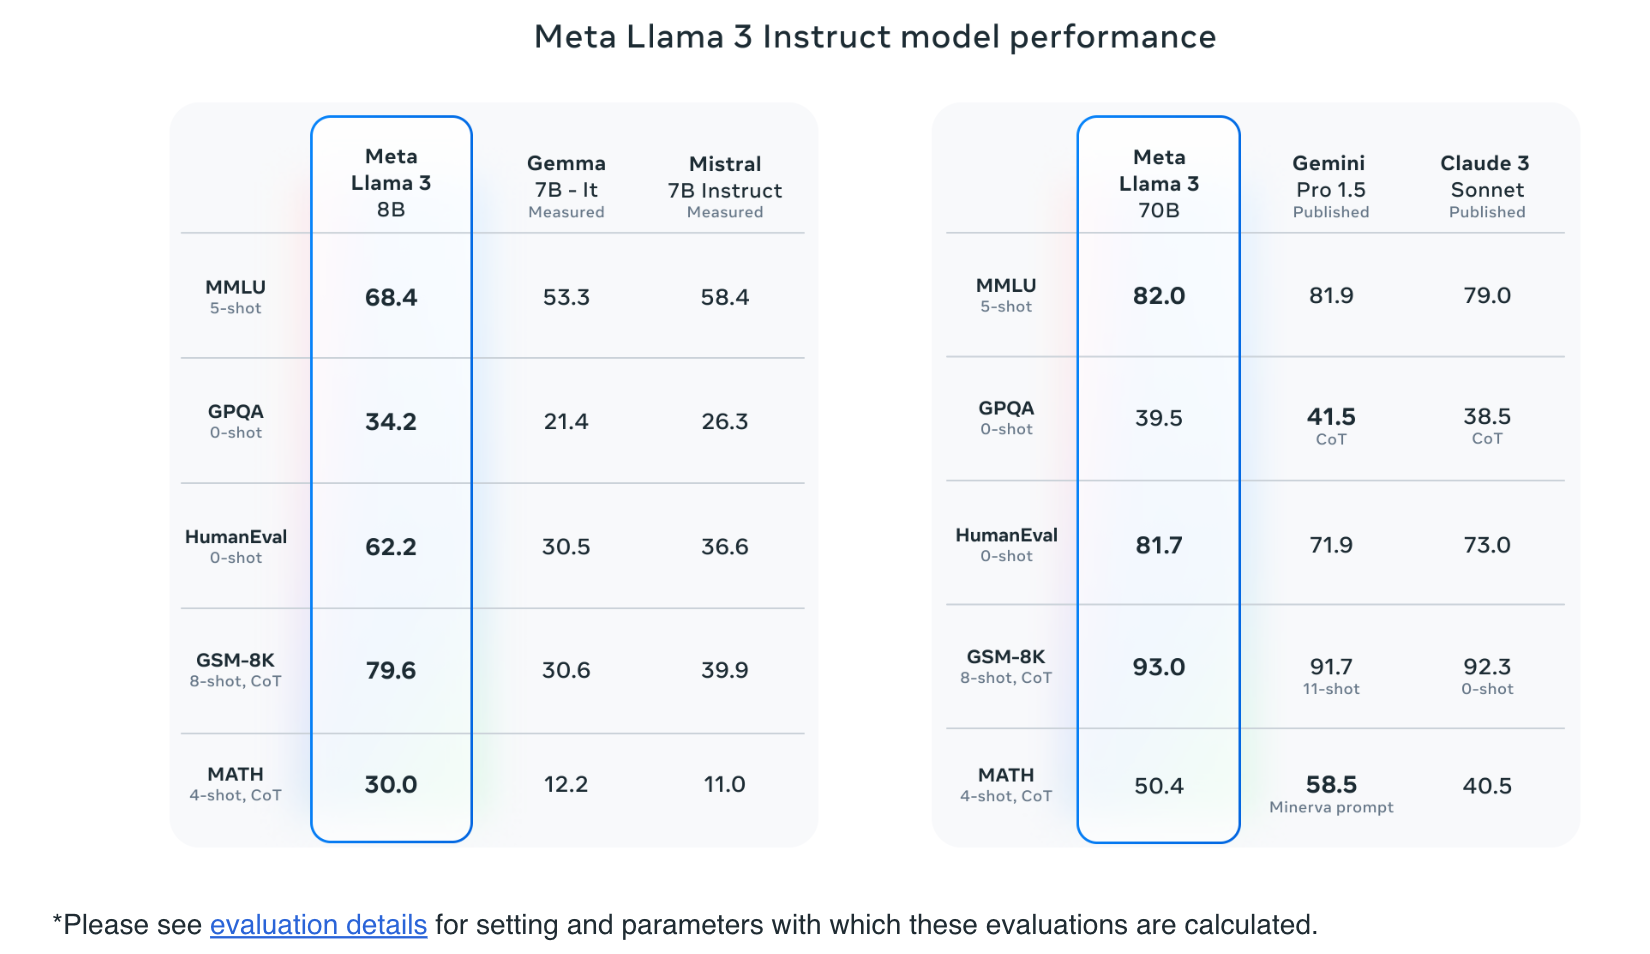 Meta Llama 3 Instruct model performance
Meta
Llama 3
8B
Gemma
7B - It
Measured
Mistral
7B Instruct
Measured
MMLU
5-shot
68.4
53.3
58.4
GPQA
0-shot
34.2
21.4
26.3
HumanEval
0-shot
62.2
30.5
36.6
GSM-8K
8-shot, CoT
79.6
30.6
39.9
MATH
4-shot, CoT
30.0
12.2
11.0
Meta
Llama 3
70B
Gemini
Pro 1.5
Published
Claude 3
Sonnet
Published
MMLU
5-shot
82.0
81.9
79.0
GPQA
0-shot
39.5
41.5
CoT
38.5
CoT
HumanEval
0-shot
81.7
71.9
73.0
GSM-8K
8-shot, CoT
93.0
91.7
11-shot
92.3
0-shot
MATH
4-shot, CoT
50.4
58.5
Minerva prompt
40.5
*Please see evaluation details for setting and parameters with which these evaluations are calculated.